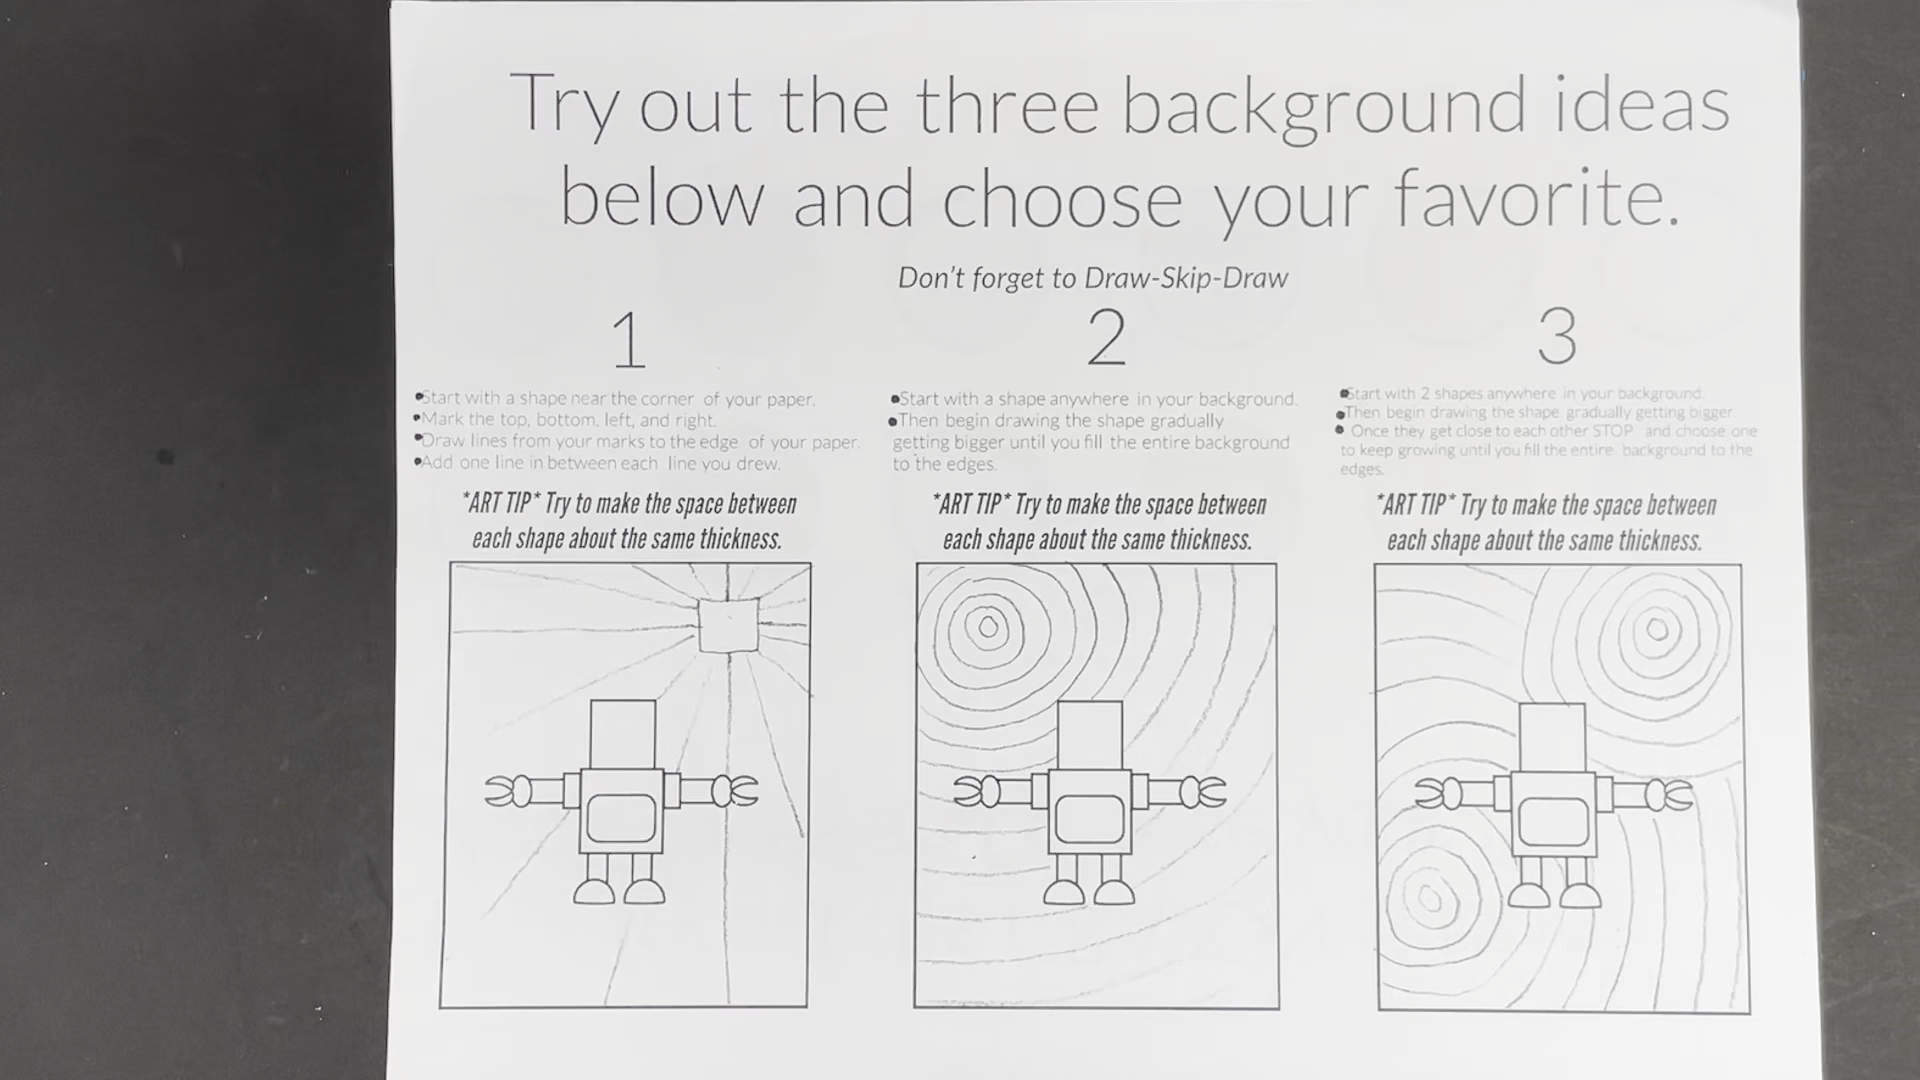 Try out the three background ideas
below and choose your favorite.
Don't forget to Draw-Skip-Draw
1
•Start with a shape near the corner of your paper.
•Mark the top, bottom, left, and right.
•Draw lines from your marks to the edge of your paper.
•Add one line in between each line you drew.
*ART TIP* Try to make the space between
each shape about the same thickness.
2
•Start with a shape anywhere in your background.
•Then begin drawing the shape gradually
getting bigger until you fill the entire background
to the edges.
*ART TIP* Try to make the space between
each shape about the same thickness.
3
•Start with 2 shapes anywhere in your background.
•Then begin drawing the shape gradually getting bigger.
• Once they get close to each other STOP and choose one
to keep growing until you fill the entire background to the
edges.
*ART TIP* Try to make the space between
each shape about the same thickness.